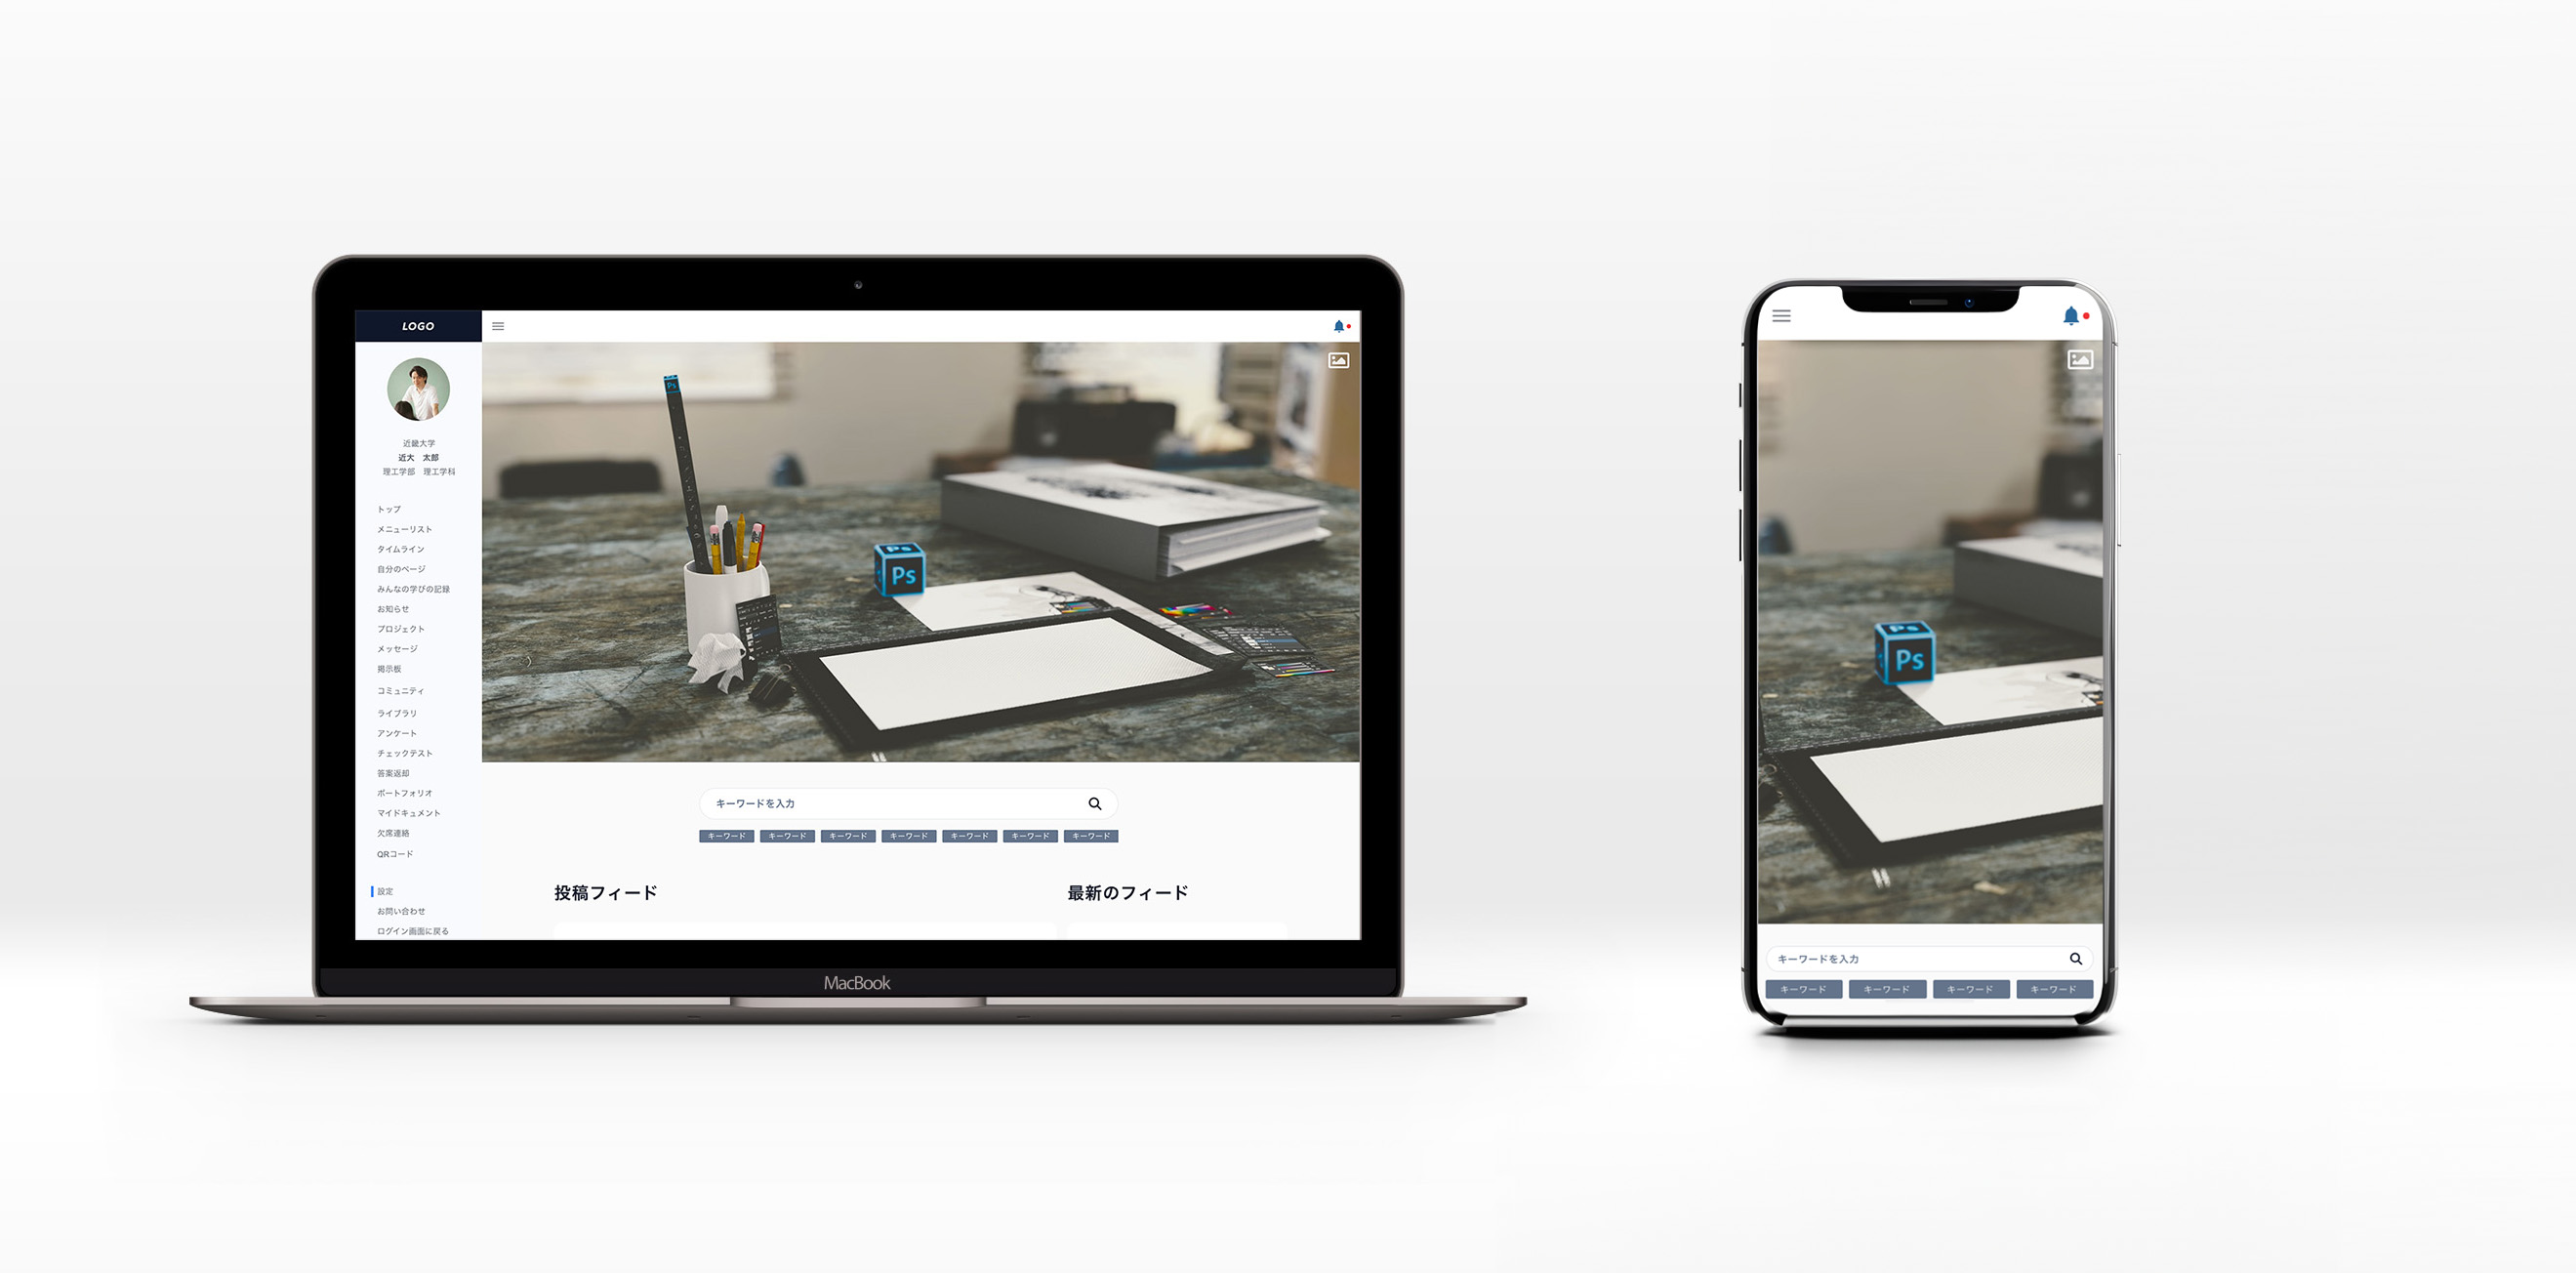 LOGO
近畿大学
近大　太郎
理工学部　理工学科
トップ
メニューリスト
タイムライン
自分のページ
みんなの学びの記録
お知らせ
プロジェクト
メッセージ
掲示板
コミュニティ
ライブラリ
アンケート
チェックテスト
答案返却
ポートフォリオ
マイドキュメント
欠席連絡
QRコード
設定
お問い合わせ
ログイン画面に戻る
Ps
Ps
Ps
キーワードを入力
キーワード キーワード キーワード キーワード キーワード キーワード キーワード
投稿フィード
最新のフィード
MacBook
Ps
Ps
キーワードを入力
キーワード キーワード キーワード キーワード